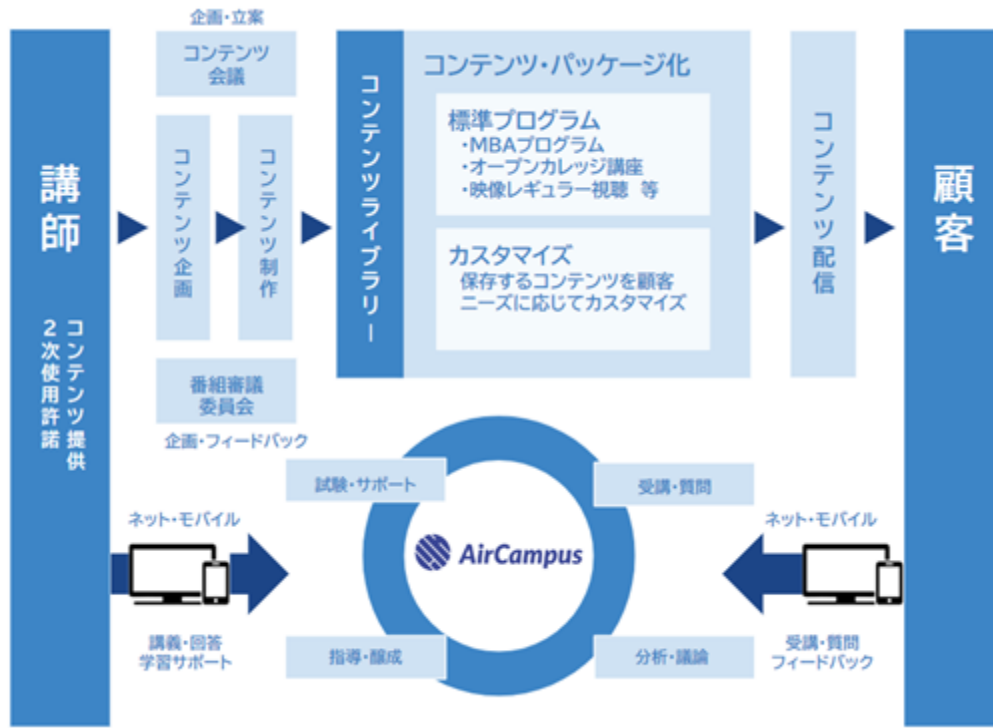 講師
コンテンツ提供
2次使用許諾
企画・立案
コンテンツ
会議
コンテンツ企画
コンテンツ制作
番組審議
委員会
企画・フィードバック
コンテンツライブラリー
コンテンツ・パッケージ化
標準プログラム
・MBAプログラム
・オープンカレッジ講座
・映像レギュラー視聴 等
カスタマイズ
保存するコンテンツを顧客
ニーズに応じてカスタマイズ
コンテンツ配信
顧客
ネット・モバイル
講義・回答
学習サポート
試験・サポート
受講・質問
AirCampus
指導・醸成
分析・議論
ネット・モバイル
受講・質問
フィードバック